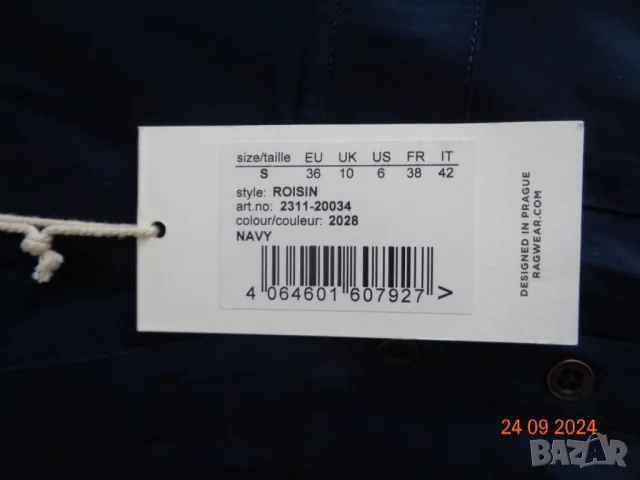 size/taille EU UK US FR IT
S 36 10 6 38 42
style: ROISIN
art.no: 2311-20034
colour/couleur: 2028
NAVY
4 064601 607927 >
DESIGNED IN PRAGUE
RAGWEAR.COM
24 09 2024
BAZAR